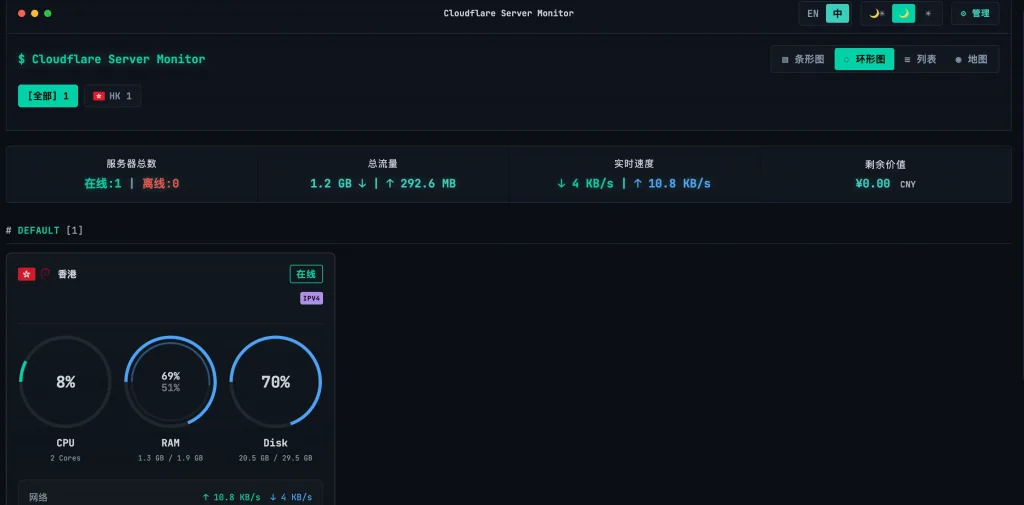 Cloudflare Server Monitor
EN 中
管理
$ Cloudflare Server Monitor
条形图 环形图 列表 地图
[全部] 1 HK 1
服务器总数 总流量 实时速度 剩余价值
在线:1 | 离线:0 1.2 GB ↓ | ↑ 292.6 MB ↓ 4 KB/s | ↑ 10.8 KB/s ¥0.00 CNY
# DEFAULT [1]
香港 在线
IPV4
8% 69% 70%
51%
CPU RAM Disk
2 Cores 1.3 GB / 1.9 GB 20.5 GB / 29.5 GB
网络 ↑ 10.8 KB/s ↓ 4 KB/s